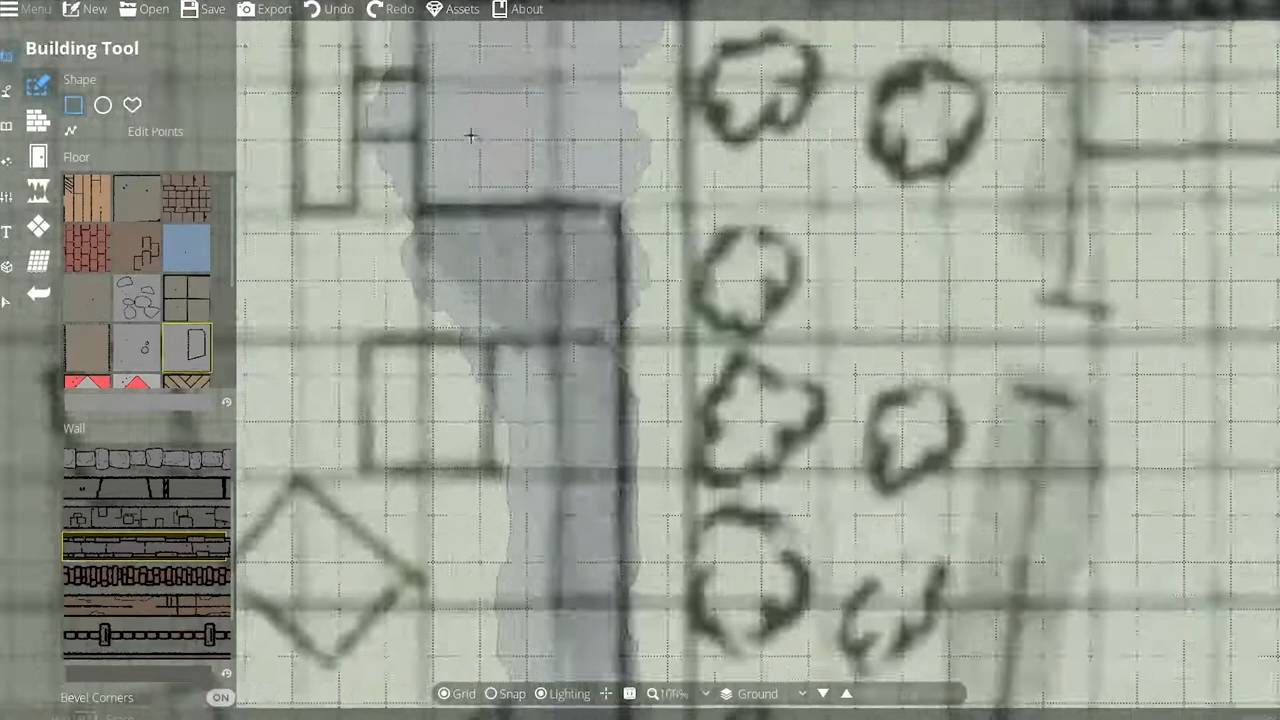 Menu New Open Save Export Undo Redo Assets About
Building Tool
Shape
Edit Points
Floor
Wall
Bevel Corners ON
Grid Snap Lighting 100% Ground